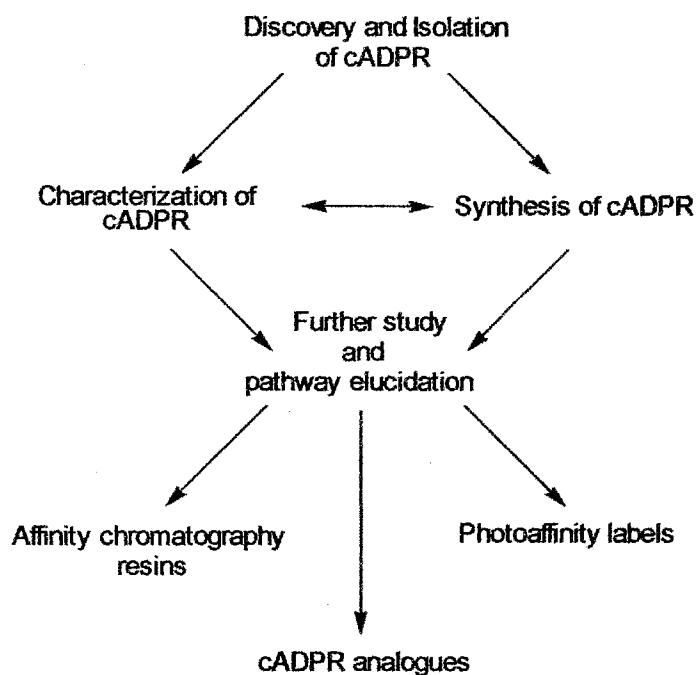 Discovery and Isolation
of cADPR
Characterization of
cADPR
Synthesis of cADPR
Further study
and
pathway elucidation
Affinity chromatography
resins
Photoaffinity labels
cADPR analogues